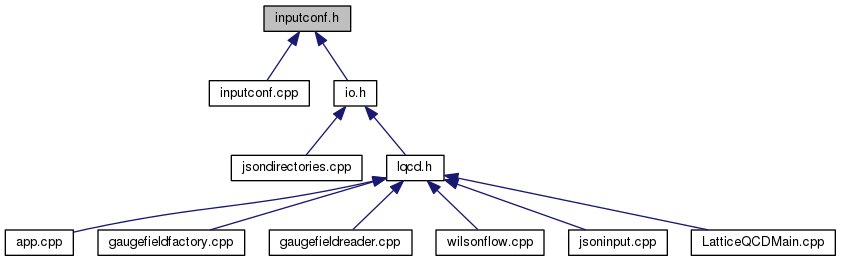 inputconf.h
inputconf.cpp
io.h
jsondirectories.cpp
lqcd.h
app.cpp
gaugefieldfactory.cpp
gaugefieldreader.cpp
wilsonflow.cpp
jsoninput.cpp
LatticeQCDMain.cpp